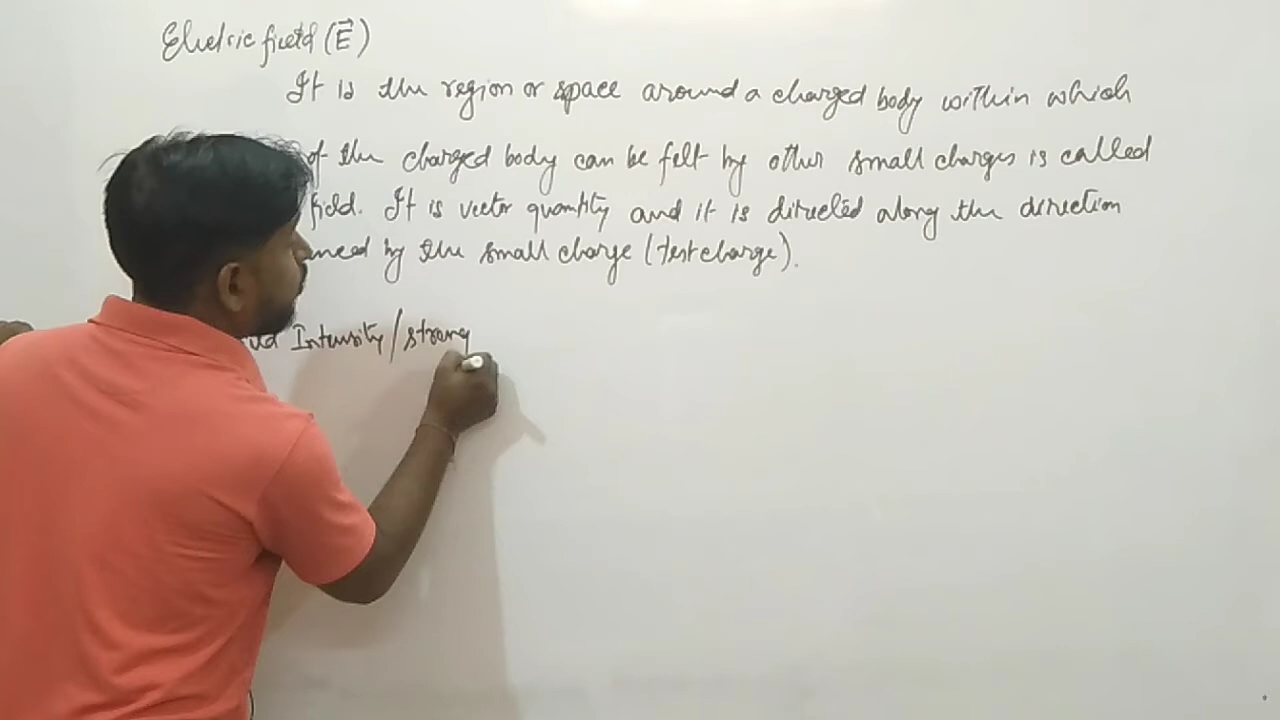 Electric field (E⃗)
It is the region or space around a charged body within which
of the charged body can be felt by other small charges is called
field. It is vector quantity and it is directed along the direction
by the small charge (test charge).
Intensity/strang